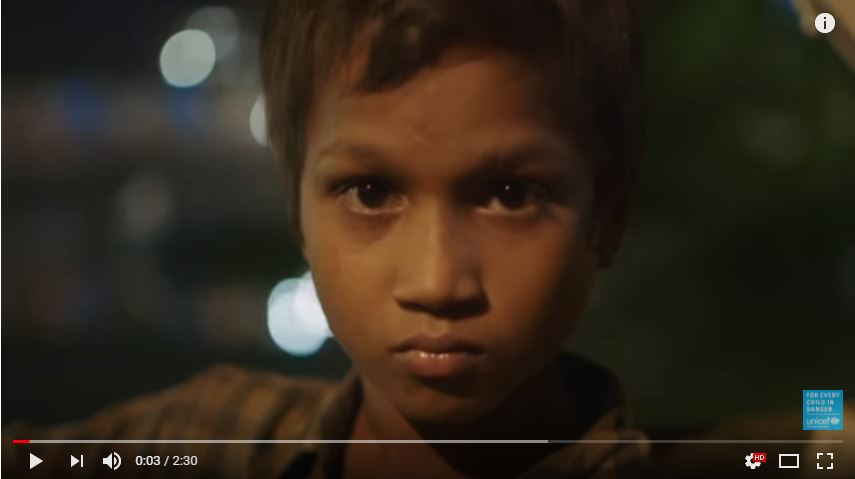 FOR EVERY
CHILD IN
DANGER
unicef
0:03 / 2:30
HD